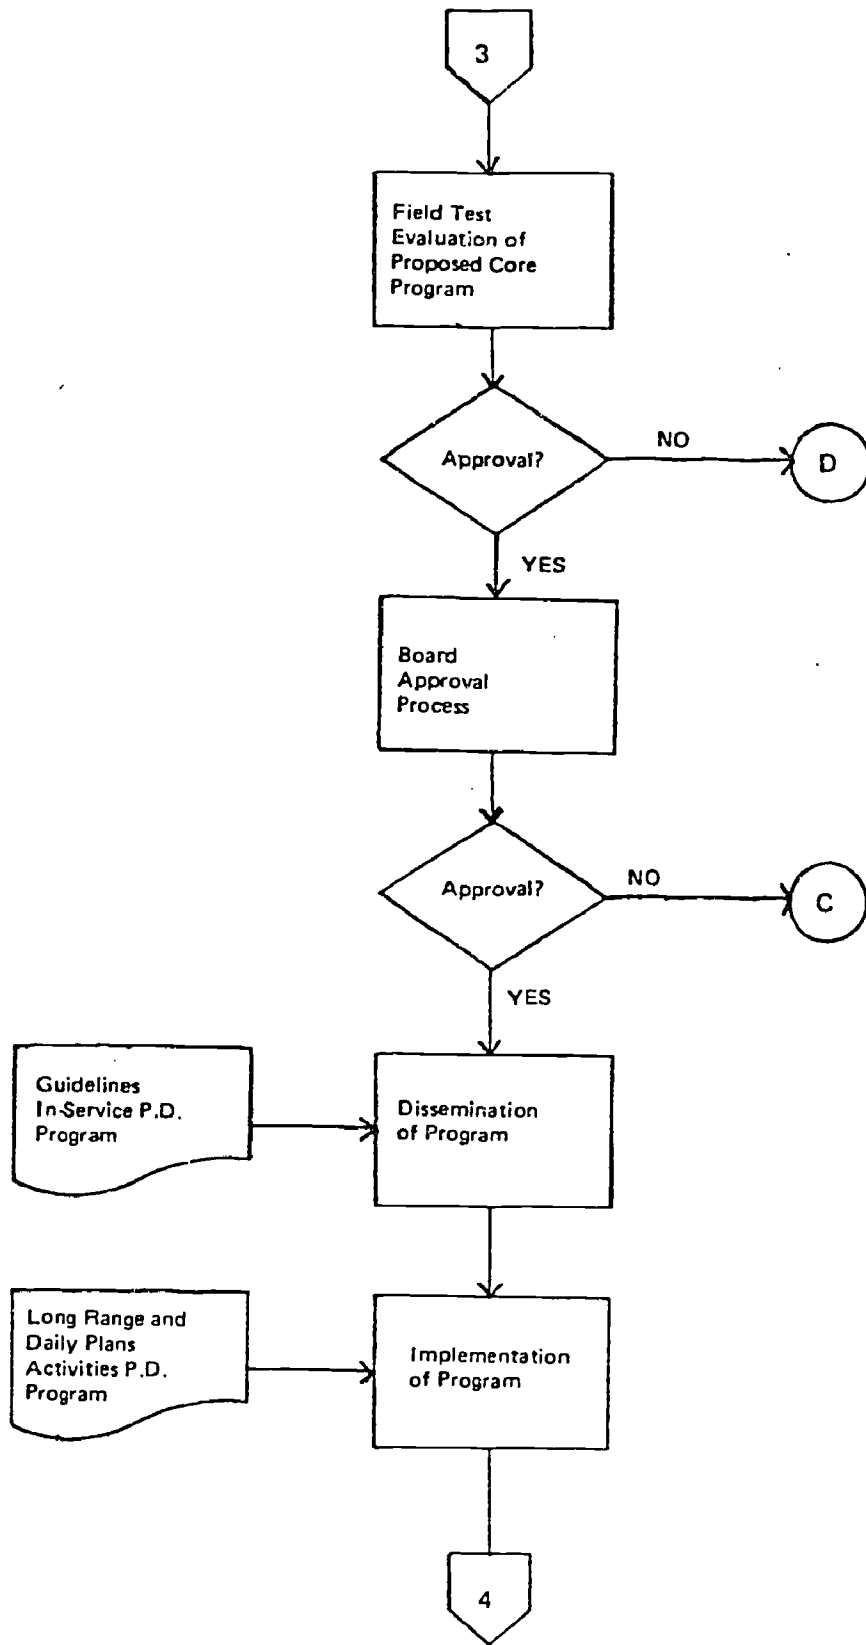 3
Field Test
Evaluation of
Proposed Core
Program
Approval?
NO
D
YES
Board
Approval
Process
Approval?
NO
C
YES
Guidelines
In-Service P.D.
Program
Dissemination
of Program
Long Range and
Daily Plans
Activities P.D.
Program
Implementation
of Program
4